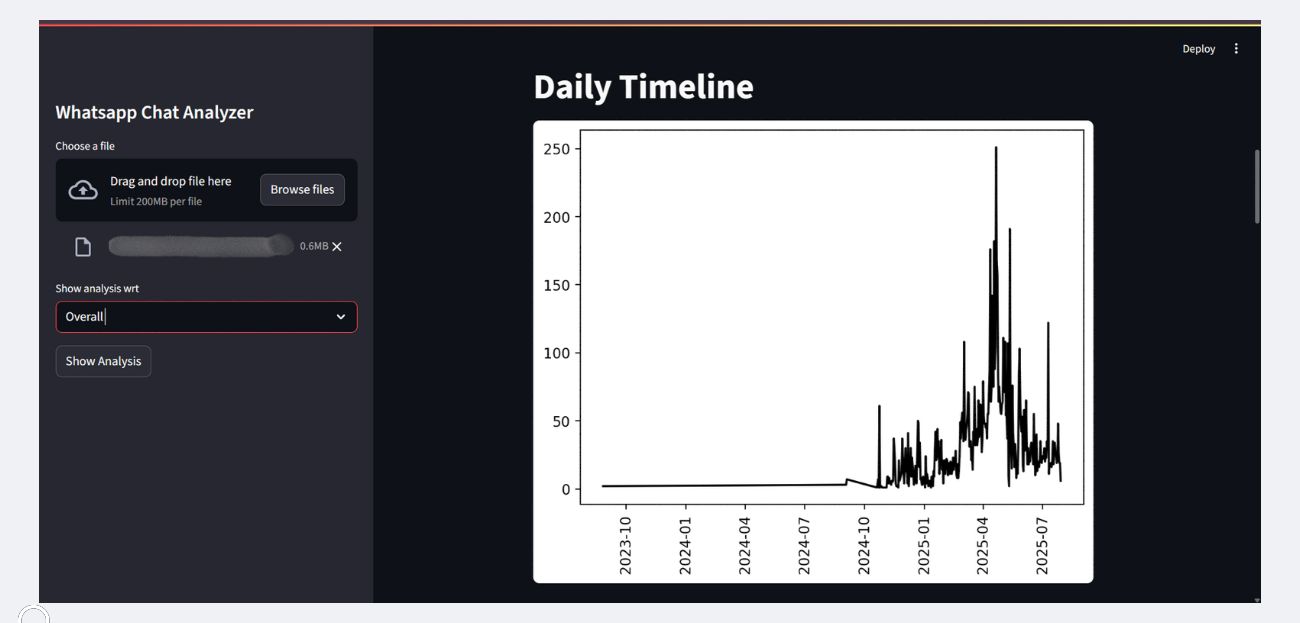 Deploy
Whatsapp Chat Analyzer
Choose a file
Drag and drop file here
Limit 200MB per file
Browse files
0.6MB
Show analysis wrt
Overall
Show Analysis
Daily Timeline
250
200
150
100
50
0
2023-10
2024-01
2024-04
2024-07
2024-10
2025-01
2025-04
2025-07